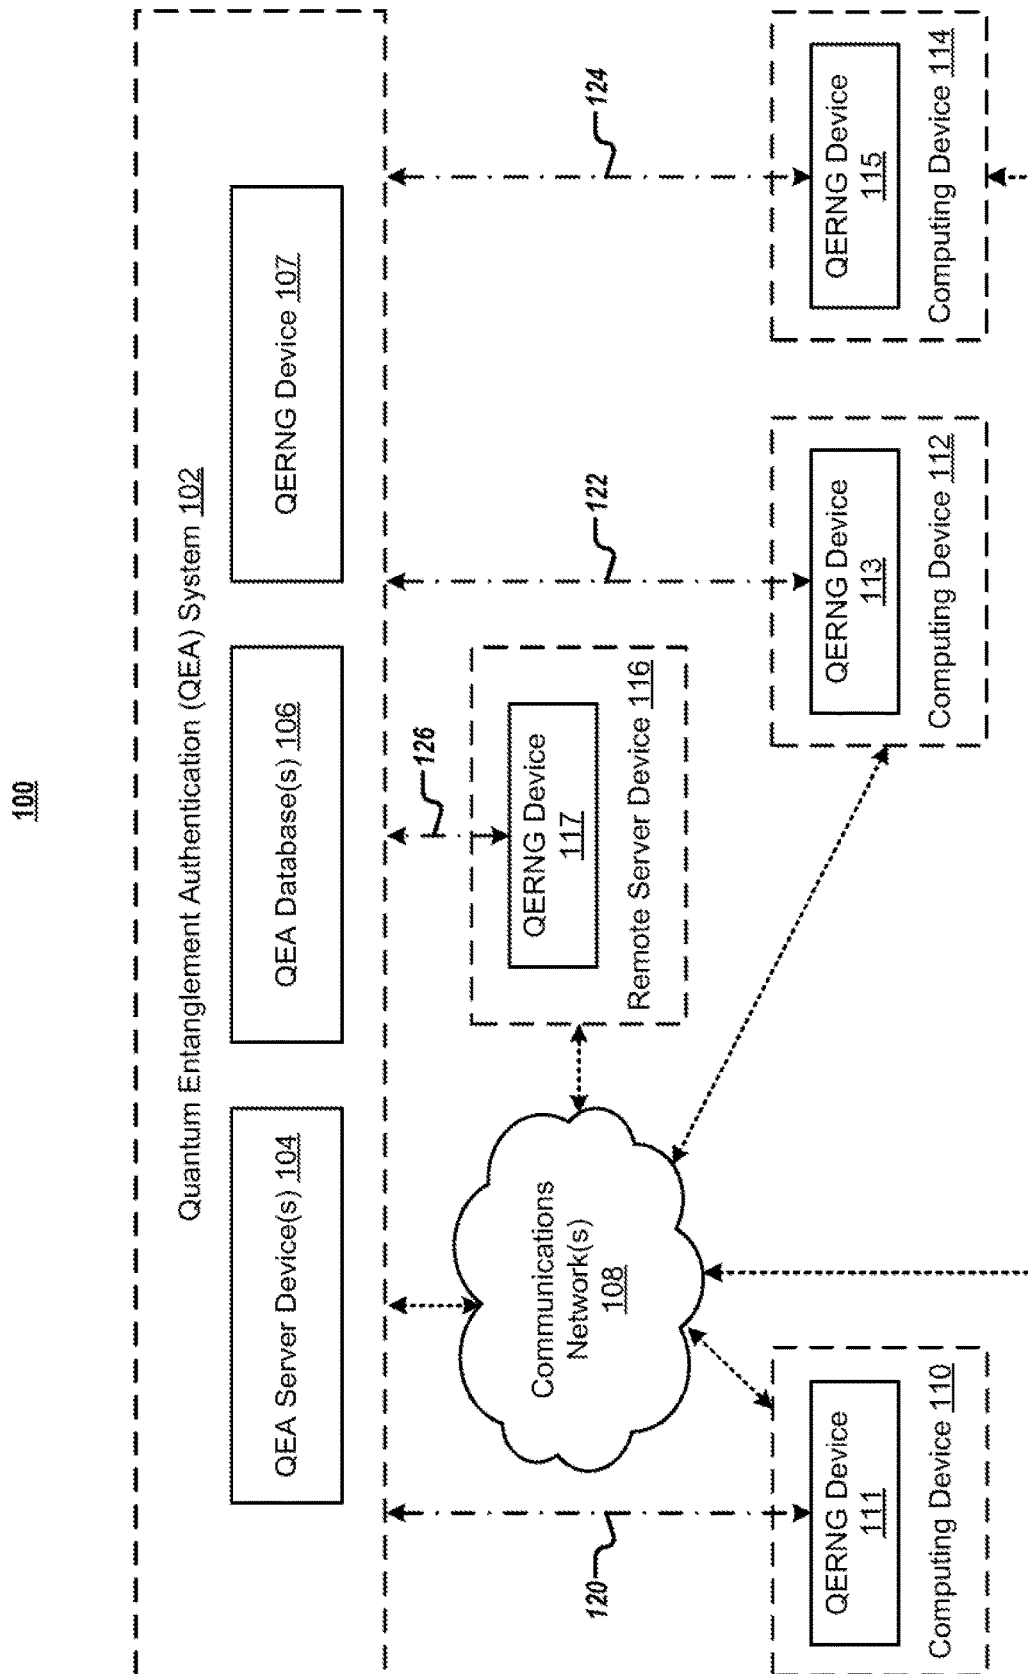 100
Quantum Entanglement Authentication (QEA) System 102
QEA Server Device(s) 104
QEA Database(s) 106
QERNG Device 107
126
120
122
124
Communications
Network(s)
108
QERNG Device
117
Remote Server Device 116
QERNG Device
111
Computing Device 110
QERNG Device
113
Computing Device 112
QERNG Device
115
Computing Device 114